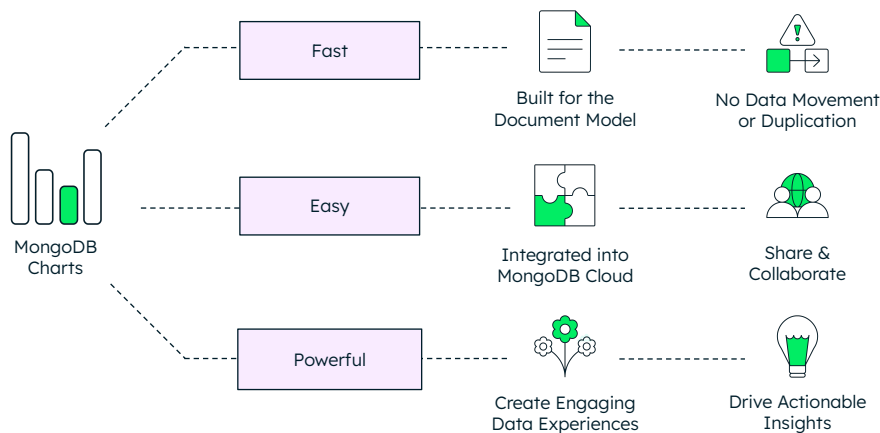 Fast
Built for the
Document Model
No Data Movement
or Duplication
MongoDB
Charts
Easy
Integrated into
MongoDB Cloud
Share &
Collaborate
Powerful
Create Engaging
Data Experiences
Drive Actionable
Insights